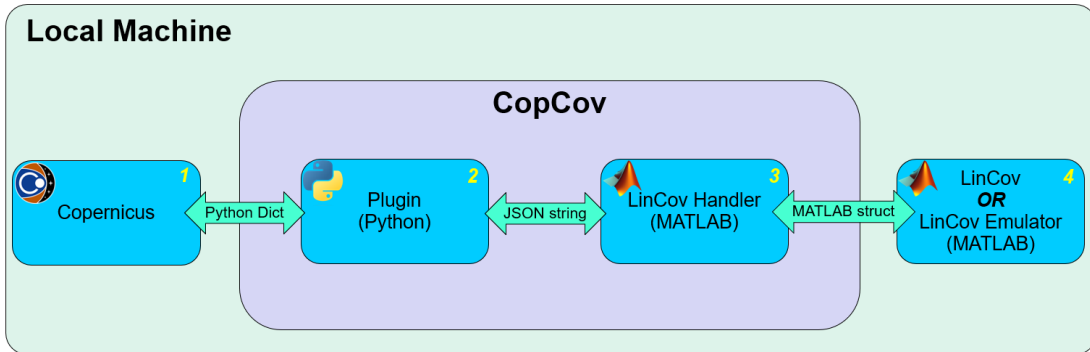 Local Machine
CopCov
1
Copernicus
Python Dict
2
Plugin
(Python)
JSON string
3
LinCov Handler
(MATLAB)
MATLAB struct
4
LinCov
OR
LinCov Emulator
(MATLAB)